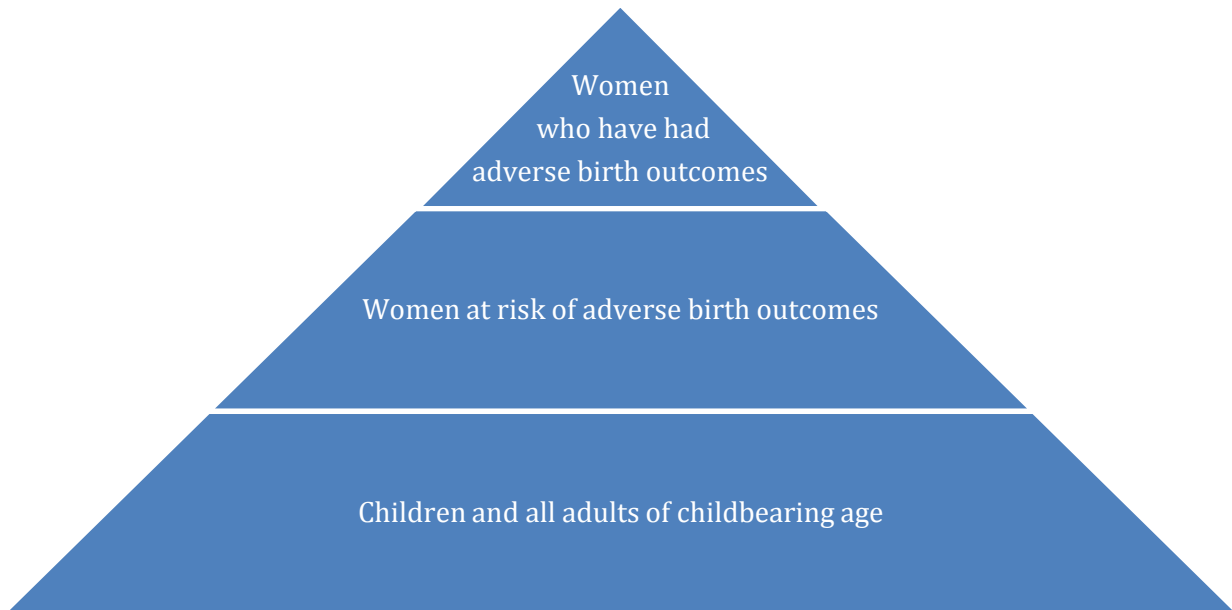 Women
who have had
adverse birth outcomes
Women at risk of adverse birth outcomes
Children and all adults of childbearing age